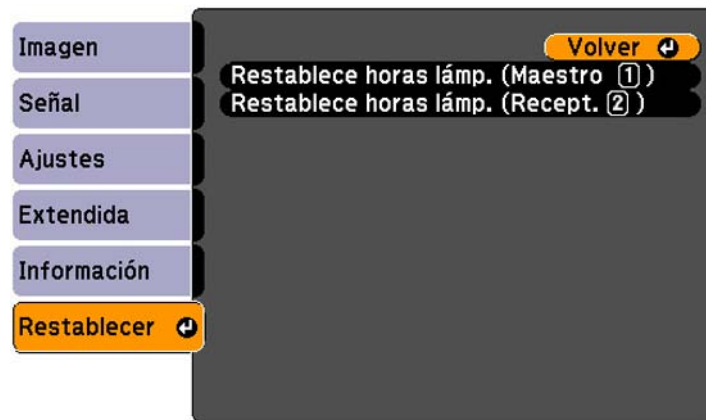 Imagen
Señal
Ajustes
Extendida
Información
Restablecer
Volver
Restablece horas lámp. (Maestro 1)
Restablece horas lámp. (Recept. 2)